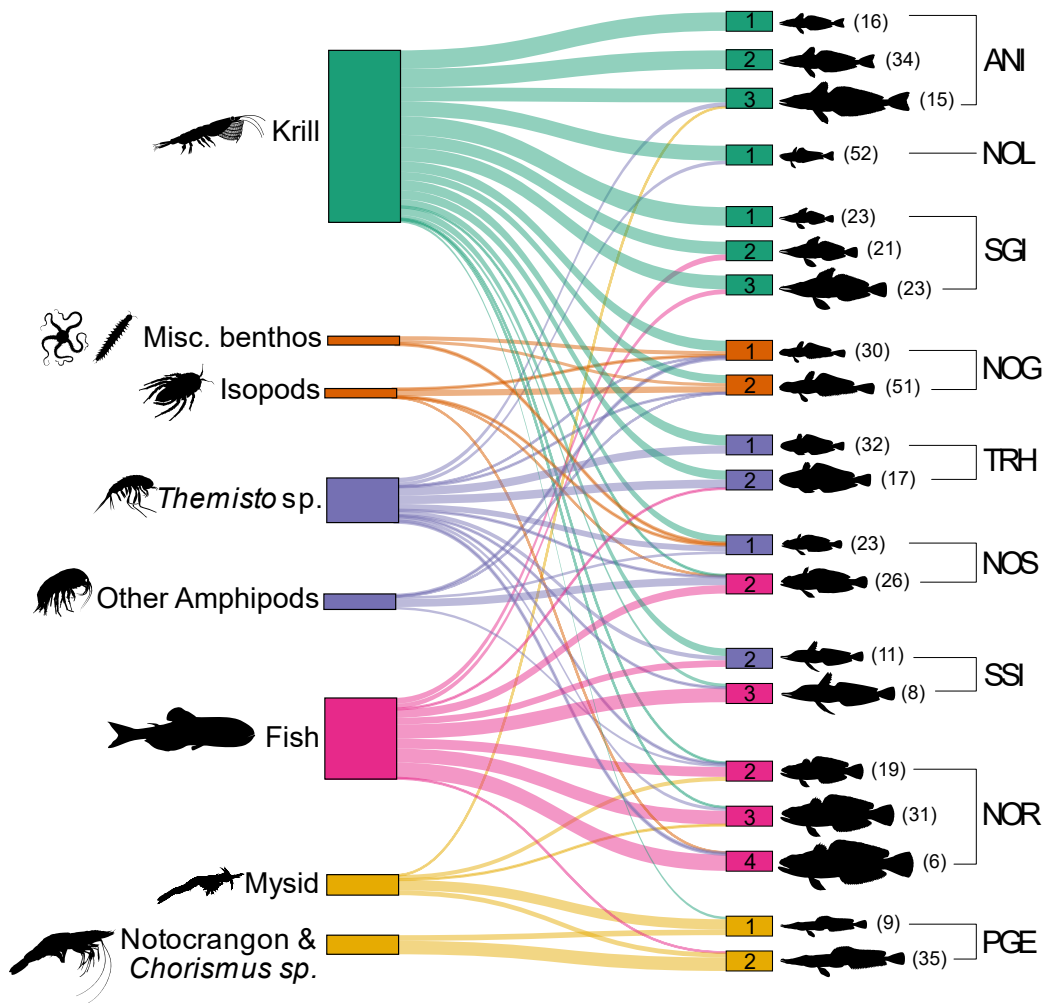 Krill
Misc. benthos
Isopods
Themisto sp.
Other Amphipods
Fish
Mysid
Notocrangon &
Chorismus sp.
1 (16)
2 (34)
3 (15)
ANI
1 (52)
NOL
1 (23)
2 (21)
3 (23)
SGI
1 (30)
2 (51)
NOG
1 (32)
2 (17)
TRH
1 (23)
2 (26)
NOS
2 (11)
3 (8)
SSI
2 (19)
3 (31)
4 (6)
NOR
1 (9)
2 (35)
PGE